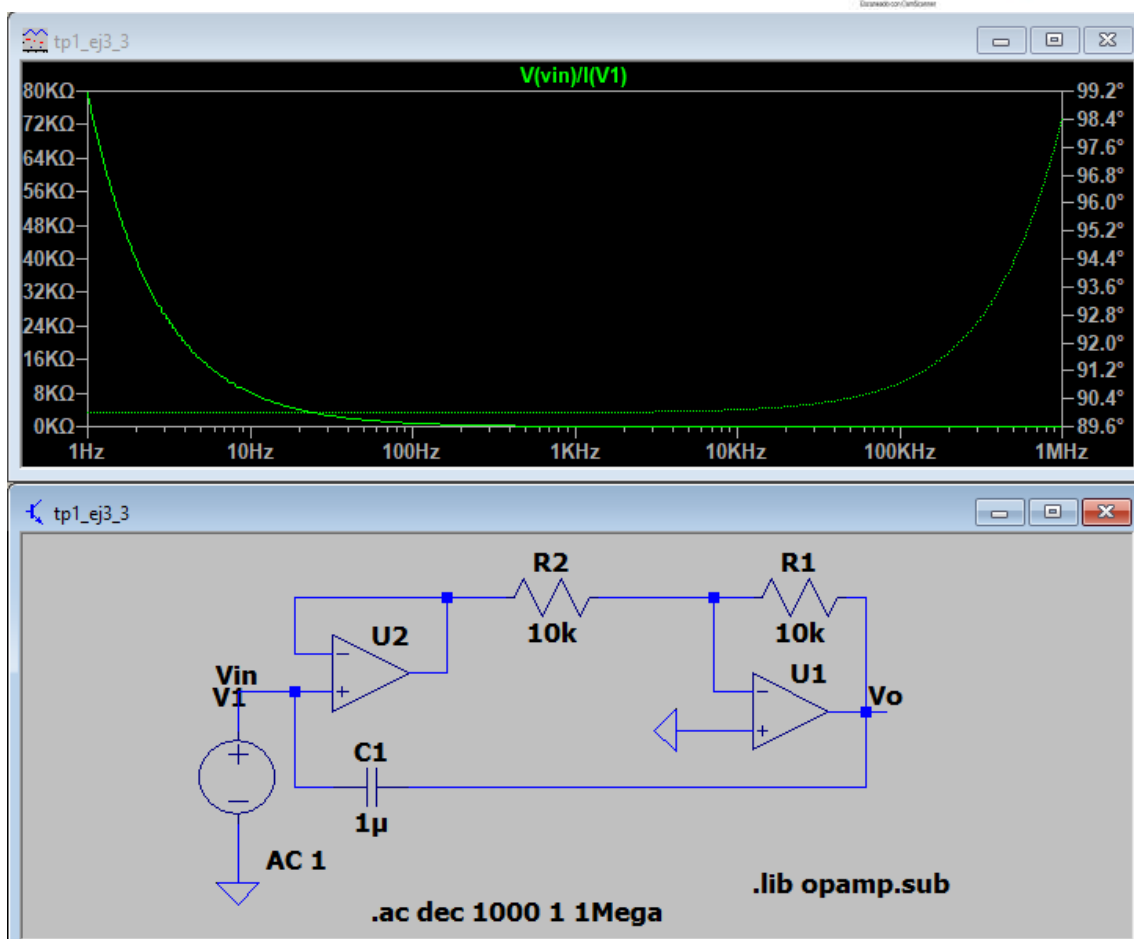 Escaneado con CamScanner
tp1_ej3_3
V(vin)/I(V1)
80KΩ
72KΩ
64KΩ
56KΩ
48KΩ
40KΩ
32KΩ
24KΩ
16KΩ
8KΩ
0KΩ
99.2°
98.4°
97.6°
96.8°
96.0°
95.2°
94.4°
93.6°
92.8°
92.0°
91.2°
90.4°
89.6°
1Hz 10Hz 100Hz 1KHz 10KHz 100KHz 1MHz
tp1_ej3_3
R2
10k
R1
10k
U2
U1
Vin
V1
Vo
C1
1µ
AC 1
.lib opamp.sub
.ac dec 1000 1 1Mega